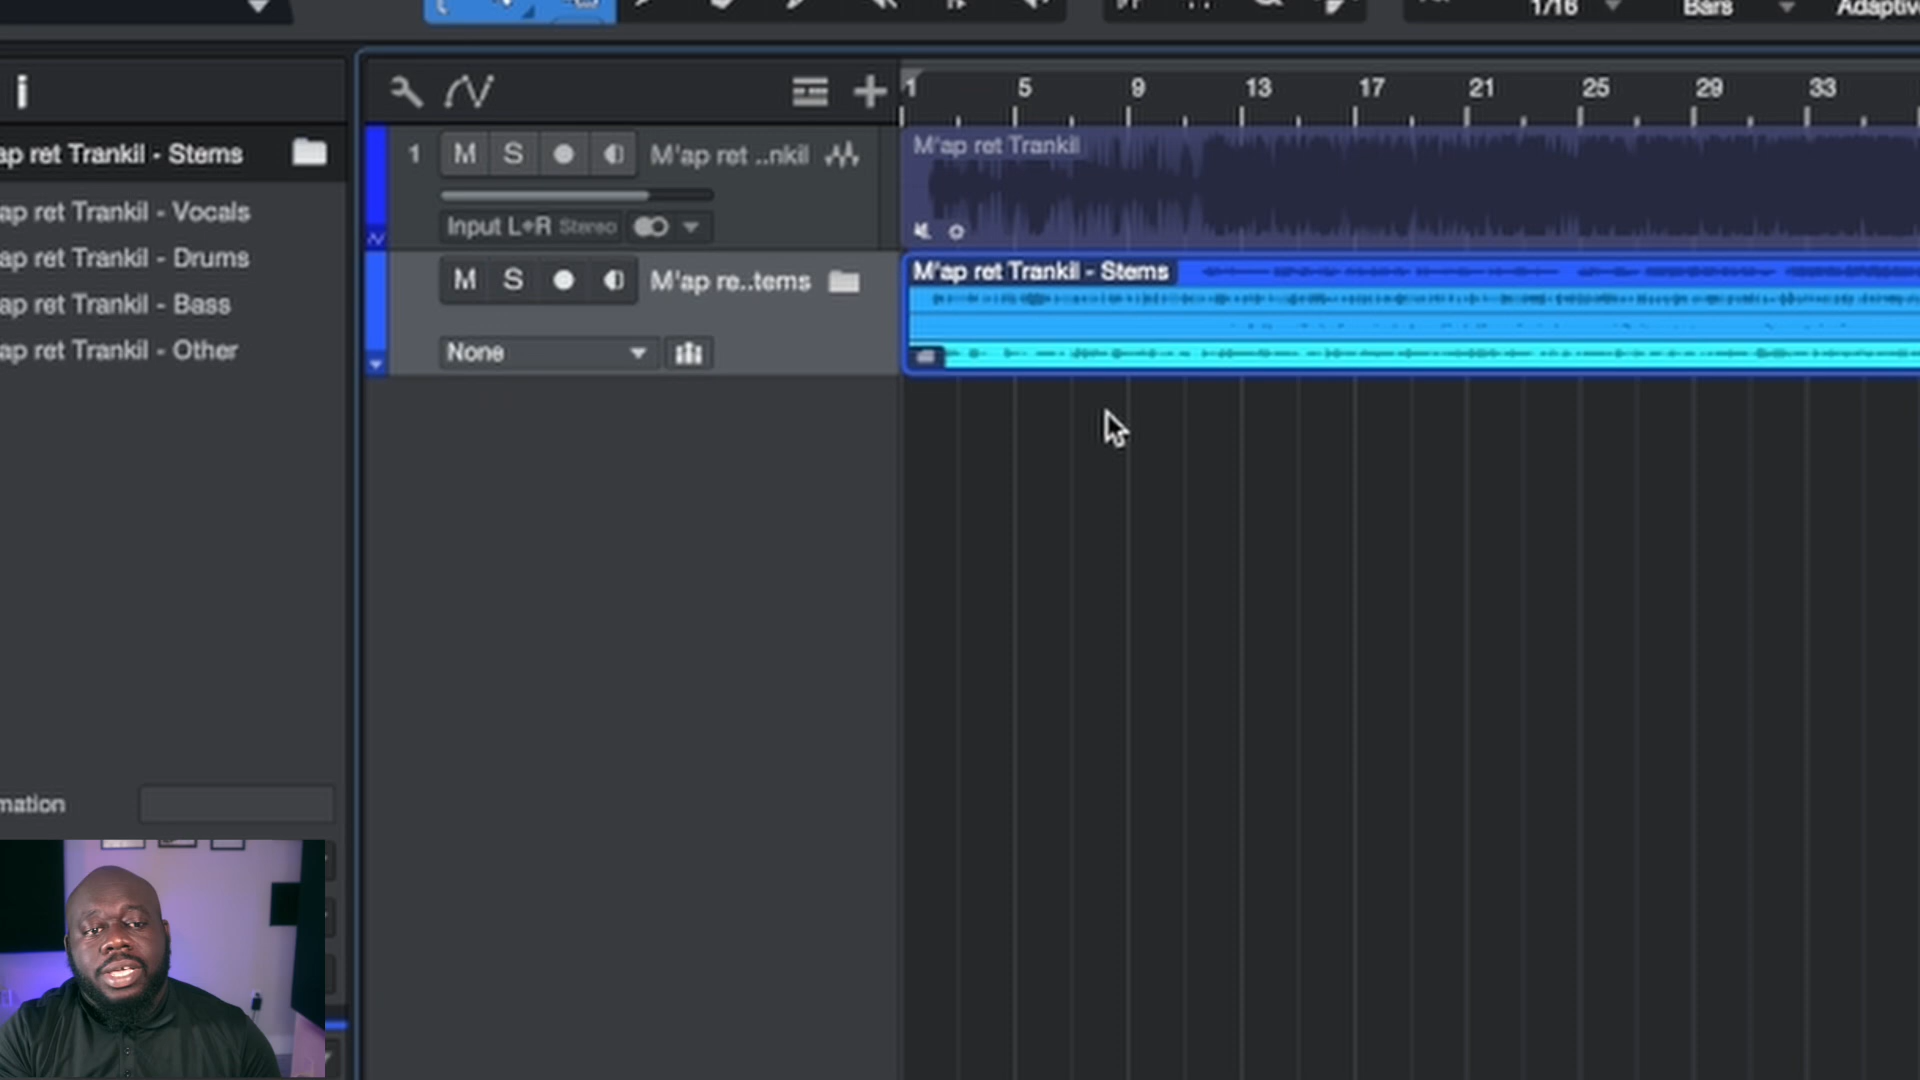 1/16 Bars Adaptiv
i
1 5 9 13 17 21 25 29 33
ap ret Trankil - Stems
ap ret Trankil - Vocals
ap ret Trankil - Drums
ap ret Trankil - Bass
ap ret Trankil - Other
1 M S M'ap ret ..nkil
Input L+R Stereo
M S M'ap re..tems
None
M'ap ret Trankil
M'ap ret Trankil - Stems
mation